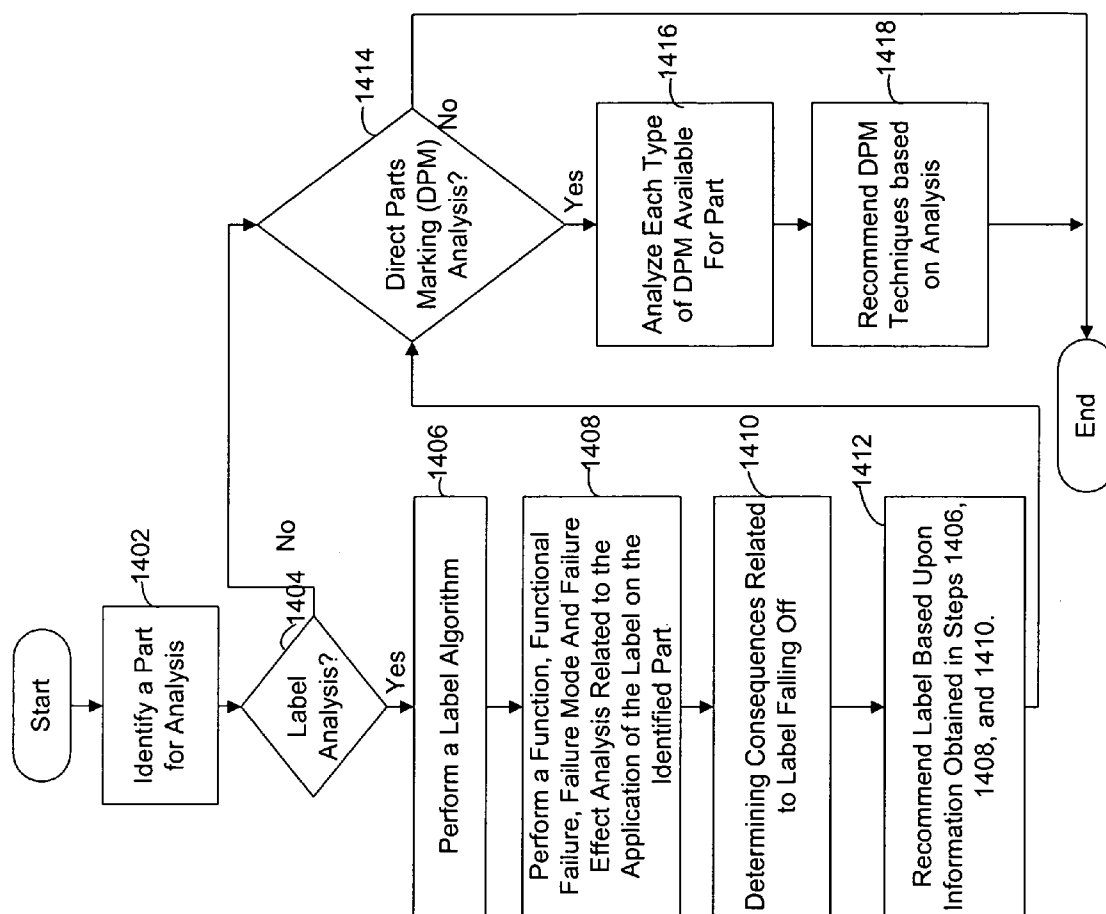 Start
Identify a Part
for Analysis
1402
Label
Analysis?
1404
No
Yes
Perform a Label Algorithm
1406
Perform a Function, Functional
Failure, Failure Mode And Failure
Effect Analysis Related to the
Application of the Label on the
Identified Part
1408
Determining Consequences Related
to Label Falling Off
1410
Recommend Label Based Upon
Information Obtained in Steps 1406,
1408, and 1410.
1412
Direct Parts
Marking (DPM)
Analysis?
1414
No
Yes
Analyze Each Type
of DPM Available
For Part
1416
Recommend DPM
Techniques based
on Analysis
1418
End